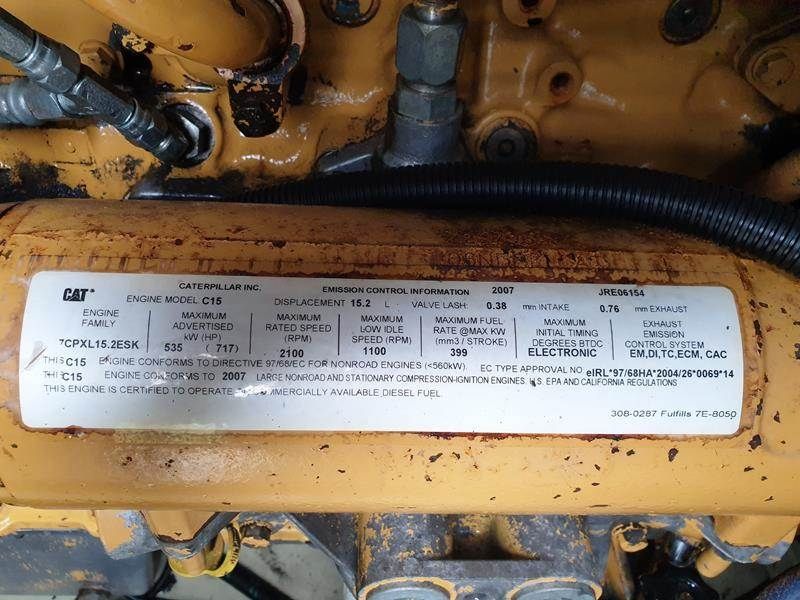 CAT
CATERPILLAR INC. EMISSION CONTROL INFORMATION 2007 JRE06154
ENGINE MODEL C15 DISPLACEMENT 15.2 L VALVE LASH: 0.38 mm INTAKE 0.76 mm EXHAUST
ENGINE FAMILY MAXIMUM ADVERTISED kW (HP) MAXIMUM RATED SPEED (RPM) MAXIMUM LOW IDLE SPEED (RPM) MAXIMUM FUEL RATE @MAX KW (mm3 / STROKE) MAXIMUM INITIAL TIMING DEGREES BTDC EXHAUST EMISSION CONTROL SYSTEM
7CPXL15.2ESK 535 ( 717) 2100 1100 399 ELECTRONIC EM,DI,TC,ECM, CAC
THIS C15 ENGINE CONFORMS TO DIRECTIVE 97/68/EC FOR NONROAD ENGINES (<560kW). EC TYPE APPROVAL NO eIRL*97/68HA*2004/26*0069*14
THIS C15 ENGINE CONFORMS TO 2007 LARGE NONROAD AND STATIONARY COMPRESSION-IGNITION ENGINES, U.S. EPA AND CALIFORNIA REGULATIONS
THIS ENGINE IS CERTIFIED TO OPERATE COMMERCIALLY AVAILABLE DIESEL FUEL.
308-0287 Fulfills 7E-8050